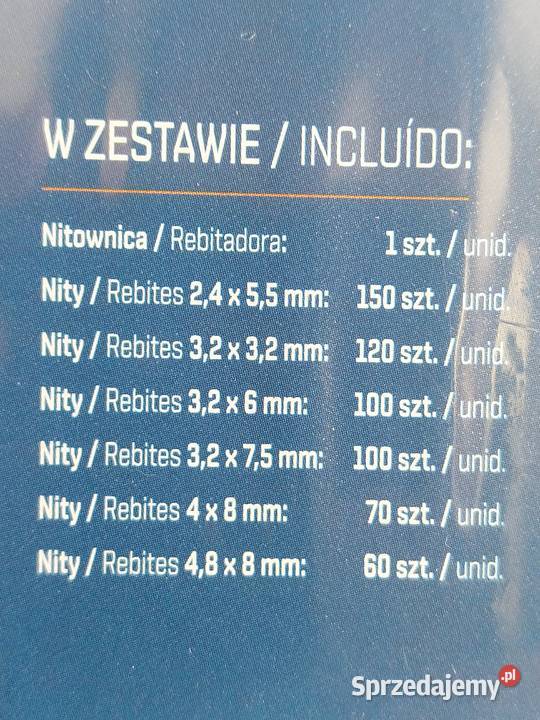 W ZESTAWIE / INCLUÍDO:
Nitownica / Rebitadora: 1 szt. / unid.
Nity / Rebites 2,4 x 5,5 mm: 150 szt. / unid.
Nity / Rebites 3,2 x 3,2 mm: 120 szt. / unid.
Nity / Rebites 3,2 x 6 mm: 100 szt. / unid.
Nity / Rebites 3,2 x 7,5 mm: 100 szt. / unid.
Nity / Rebites 4 x 8 mm: 70 szt. / unid.
Nity / Rebites 4,8 x 8 mm: 60 szt. / unid.
Sprzedajemy.pl